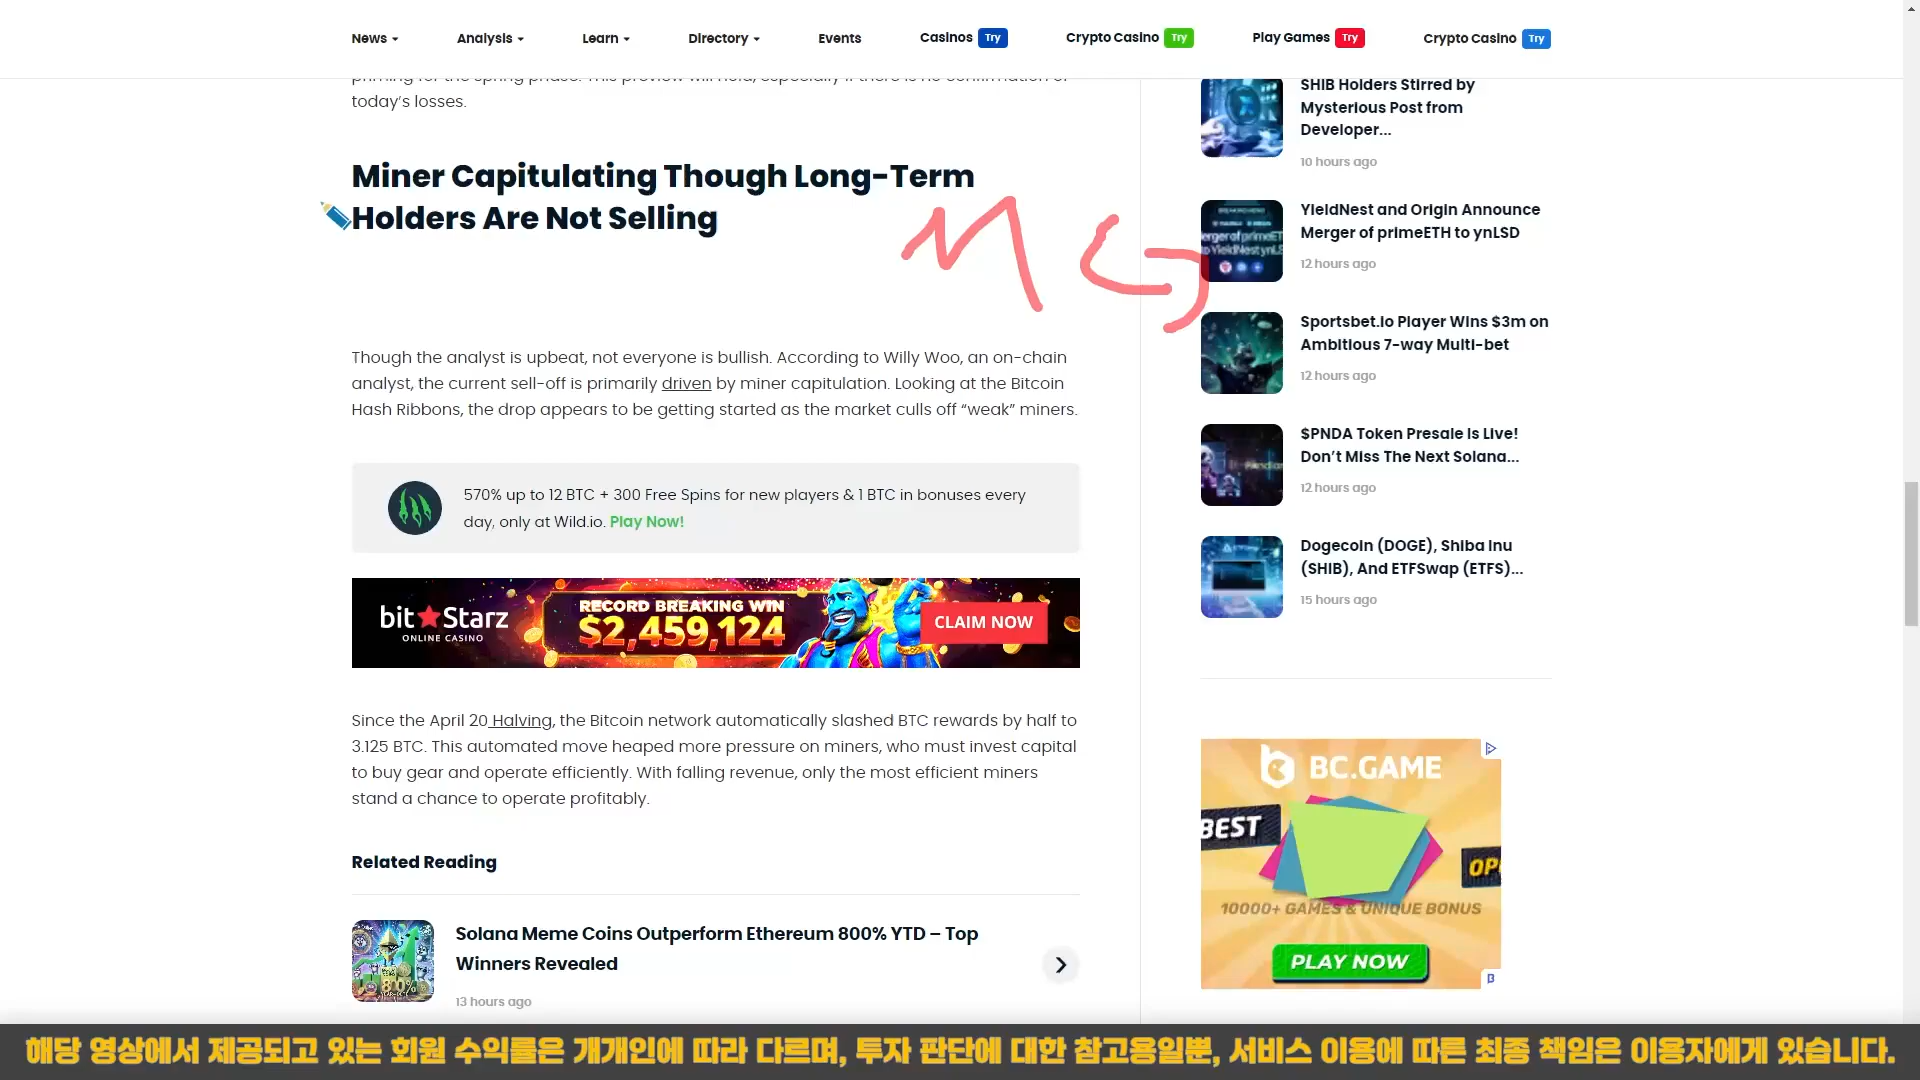 News
Analysis
Learn
Directory
Events
Casinos Try
Crypto Casino Try
Play Games Try
Crypto Casino Try
today’s losses.
Miner Capitulating Though Long-Term
Holders Are Not Selling
Though the analyst is upbeat, not everyone is bullish. According to Willy Woo, an on-chain
analyst, the current sell-off is primarily driven by miner capitulation. Looking at the Bitcoin
Hash Ribbons, the drop appears to be getting started as the market culls off “weak” miners.
570% up to 12 BTC + 300 Free Spins for new players & 1 BTC in bonuses every
day, only at Wild.io. Play Now!
bitStarz
ONLINE CASINO
RECORD BREAKING WIN
$2,459,124
CLAIM NOW
Since the April 20 Halving, the Bitcoin network automatically slashed BTC rewards by half to
3.125 BTC. This automated move heaped more pressure on miners, who must invest capital
to buy gear and operate efficiently. With falling revenue, only the most efficient miners
stand a chance to operate profitably.
Related Reading
Solana Meme Coins Outperform Ethereum 800% YTD – Top
Winners Revealed
13 hours ago
SHIB Holders Stirred by
Mysterious Post from
Developer...
10 hours ago
YieldNest and Origin Announce
Merger of primeETH to ynLSD
12 hours ago
Sportsbet.io Player Wins $3m on
Ambitious 7-way Multi-bet
12 hours ago
$PNDA Token Presale Is Live!
Don’t Miss The Next Solana...
12 hours ago
Dogecoin (DOGE), Shiba Inu
(SHIB), And ETFSwap (ETFS)...
15 hours ago
BC.GAME
BEST
10000+ GAMES & UNIQUE BONUS
PLAY NOW
해당 영상에서 제공되고 있는 회원 수익률은 개개인에 따라 다르며, 투자 판단에 대한 참고용일뿐, 서비스 이용에 따른 최종 책임은 이용자에게 있습니다.